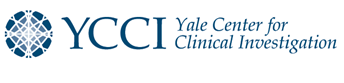 YCCI
Yale Center for
Clinical Investigation